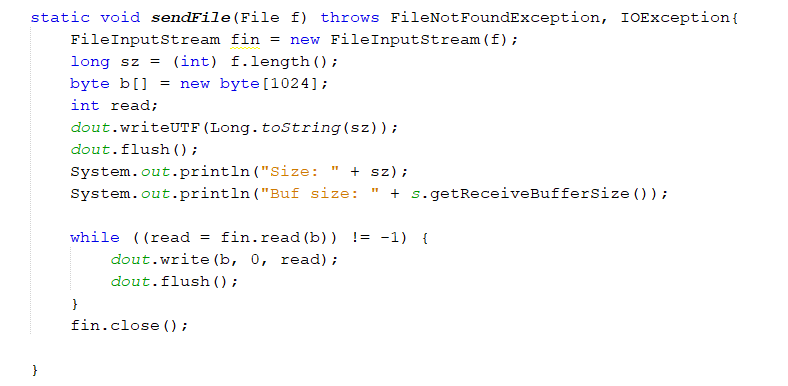 static void sendFile(File f) throws FileNotFoundException, IOException{
    FileInputStream fin = new FileInputStream(f);
    long sz = (int) f.length();
    byte b[] = new byte[1024];
    int read;
    dout.writeUTF(Long.toString(sz));
    dout.flush();
    System.out.println("Size: " + sz);
    System.out.println("Buf size: " + s.getReceiveBufferSize());

    while ((read = fin.read(b)) != -1) {
        dout.write(b, 0, read);
        dout.flush();
    }
    fin.close();

}